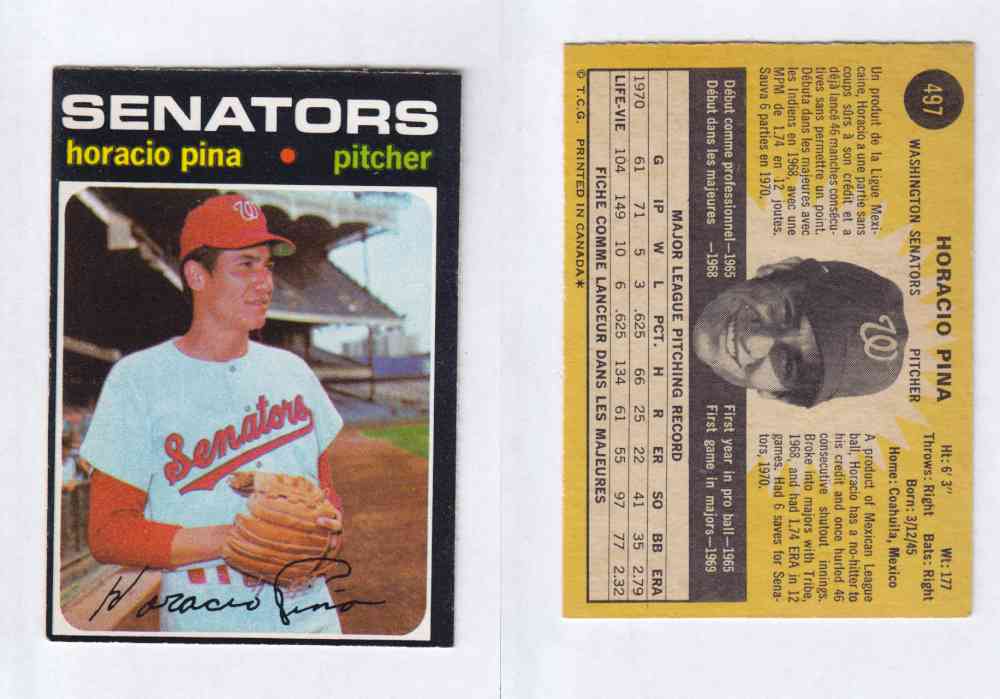 SENATORS
horacio pina • pitcher
W
Senators
Horacio Pina
497
HORACIO PINA
WASHINGTON SENATORS PITCHER
Ht: 6' 3" Wt: 177
Throws: Right Bats: Right
Born: 3/12/45
Home: Coahuila, Mexico
Un produit de la Ligue Mexi-
caine, Horacio a une partie sans
coups sûrs à son crédit et a
déjà lancé 46 manches consécu-
tives sans permettre un point.
Débuta dans les majeures avec
les Indiens en 1968, avec une
MPM de 1.74 en 12 joutes.
Sauva 6 parties en 1970.
W
A product of Mexican League
ball, Horacio has a no-hitter to
his credit and once hurled 46
consecutive shutout innings.
Broke into majors with Tribe,
1968, and had 1.74 ERA in 12
games. Had 6 saves for Sena-
tors, 1970.
Début comme professionnel—1965
Début dans les majeures —1968
First year in pro ball—1965
First game in majors—1969
MAJOR LEAGUE PITCHING RECORD
G IP W L PCT. H R ER SO BB ERA
1970 61 71 5 3 .625 66 25 22 41 35 2.79
LIFE-VIE 104 149 10 6 .625 134 61 55 97 77 2.32
FICHE COMME LANCEUR DANS LES MAJEURES
© T.C.G. PRINTED IN CANADA*